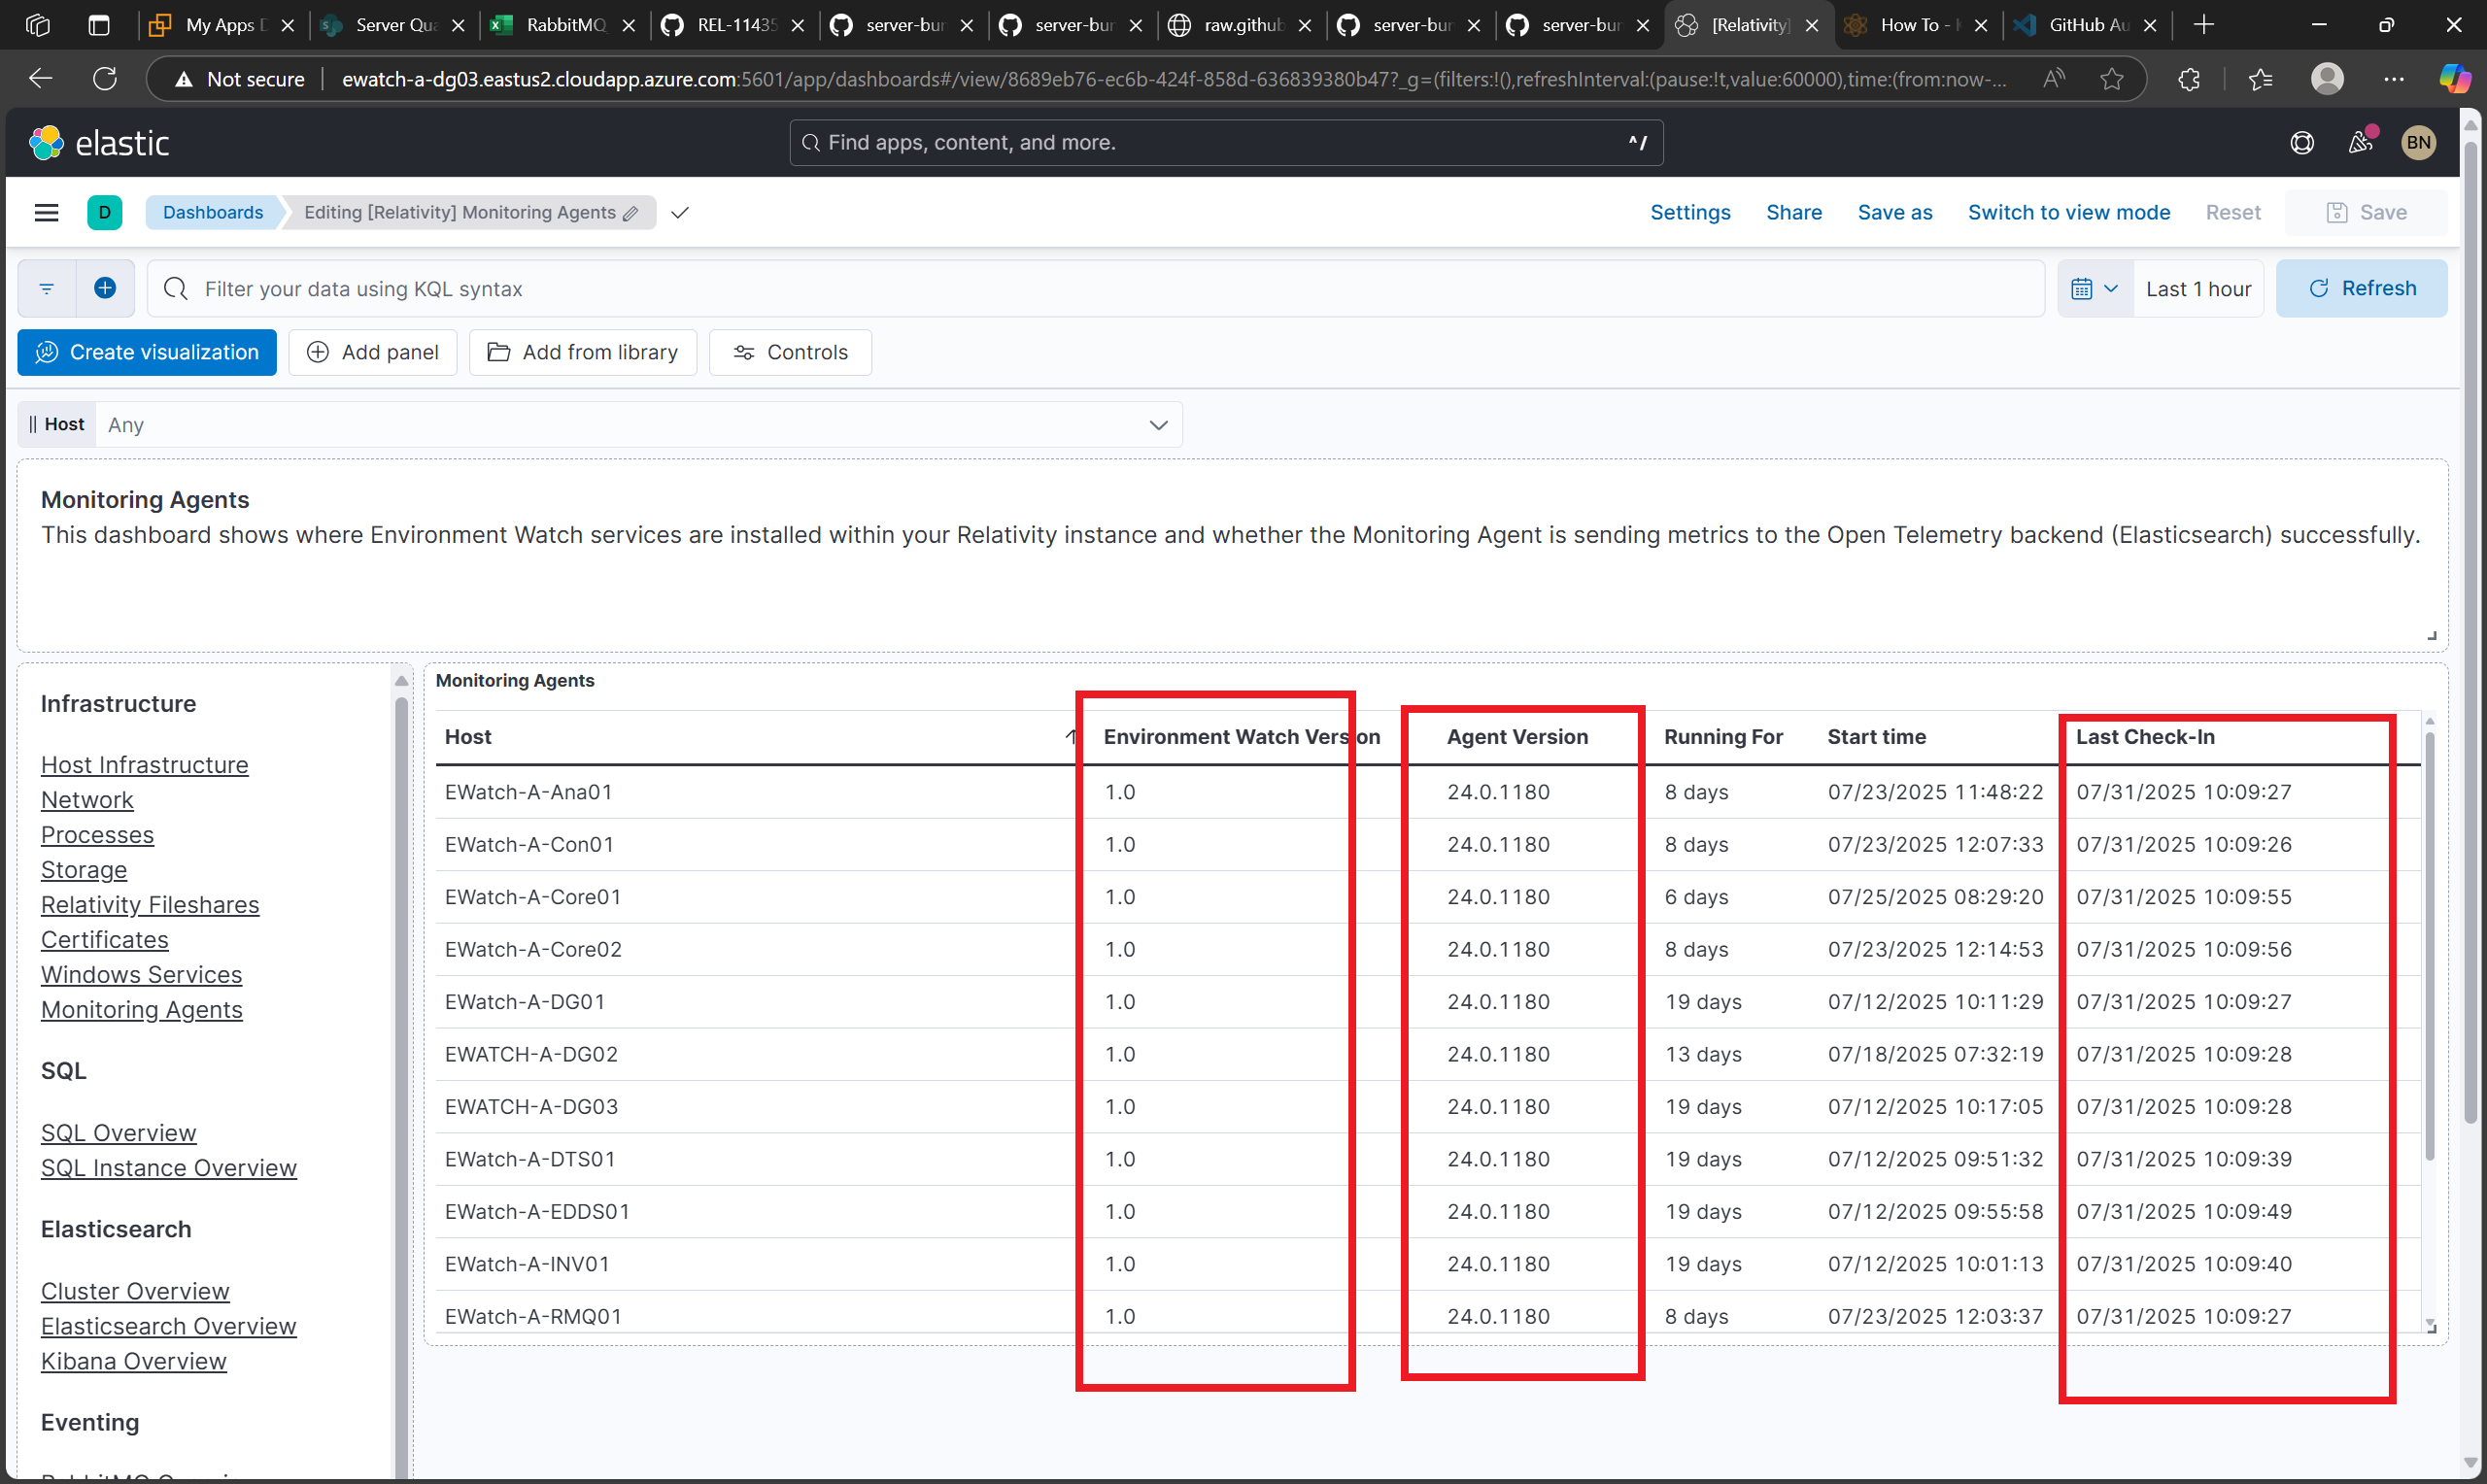 My Apps D
Server Qua
RabbitMQ
REL-11435
server-bur
server-bur
raw.github
server-bur
server-bur
[Relativity]
How To -
GitHub Au
Not secure
ewatch-a-dg03.eastus2.cloudapp.azure.com:5601/app/dashboards#/view/8689eb76-ec6b-424f-858d-636839380b47?_g=(filters:!(),refreshInterval:(pause:!t,value:60000),time:(from:now-...
elastic
Find apps, content, and more.
^/
BN
D
Dashboards
Editing [Relativity] Monitoring Agents
Settings
Share
Save as
Switch to view mode
Reset
Save
Filter your data using KQL syntax
Last 1 hour
Refresh
Create visualization
Add panel
Add from library
Controls
Host
Any
Monitoring Agents
This dashboard shows where Environment Watch services are installed within your Relativity instance and whether the Monitoring Agent is sending metrics to the Open Telemetry backend (Elasticsearch) successfully.
Infrastructure
Host Infrastructure
Network
Processes
Storage
Relativity Fileshares
Certificates
Windows Services
Monitoring Agents
SQL
SQL Overview
SQL Instance Overview
Elasticsearch
Cluster Overview
Elasticsearch Overview
Kibana Overview
Eventing
Monitoring Agents
Host Environment Watch Version Agent Version Running For Start time Last Check-In
EWatch-A-Ana01 1.0 24.0.1180 8 days 07/23/2025 11:48:22 07/31/2025 10:09:27
EWatch-A-Con01 1.0 24.0.1180 8 days 07/23/2025 12:07:33 07/31/2025 10:09:26
EWatch-A-Core01 1.0 24.0.1180 6 days 07/25/2025 08:29:20 07/31/2025 10:09:55
EWatch-A-Core02 1.0 24.0.1180 8 days 07/23/2025 12:14:53 07/31/2025 10:09:56
EWatch-A-DG01 1.0 24.0.1180 19 days 07/12/2025 10:11:29 07/31/2025 10:09:27
EWATCH-A-DG02 1.0 24.0.1180 13 days 07/18/2025 07:32:19 07/31/2025 10:09:28
EWATCH-A-DG03 1.0 24.0.1180 19 days 07/12/2025 10:17:05 07/31/2025 10:09:28
EWatch-A-DTS01 1.0 24.0.1180 19 days 07/12/2025 09:51:32 07/31/2025 10:09:39
EWatch-A-EDDS01 1.0 24.0.1180 19 days 07/12/2025 09:55:58 07/31/2025 10:09:49
EWatch-A-INV01 1.0 24.0.1180 19 days 07/12/2025 10:01:13 07/31/2025 10:09:40
EWatch-A-RMQ01 1.0 24.0.1180 8 days 07/23/2025 12:03:37 07/31/2025 10:09:27